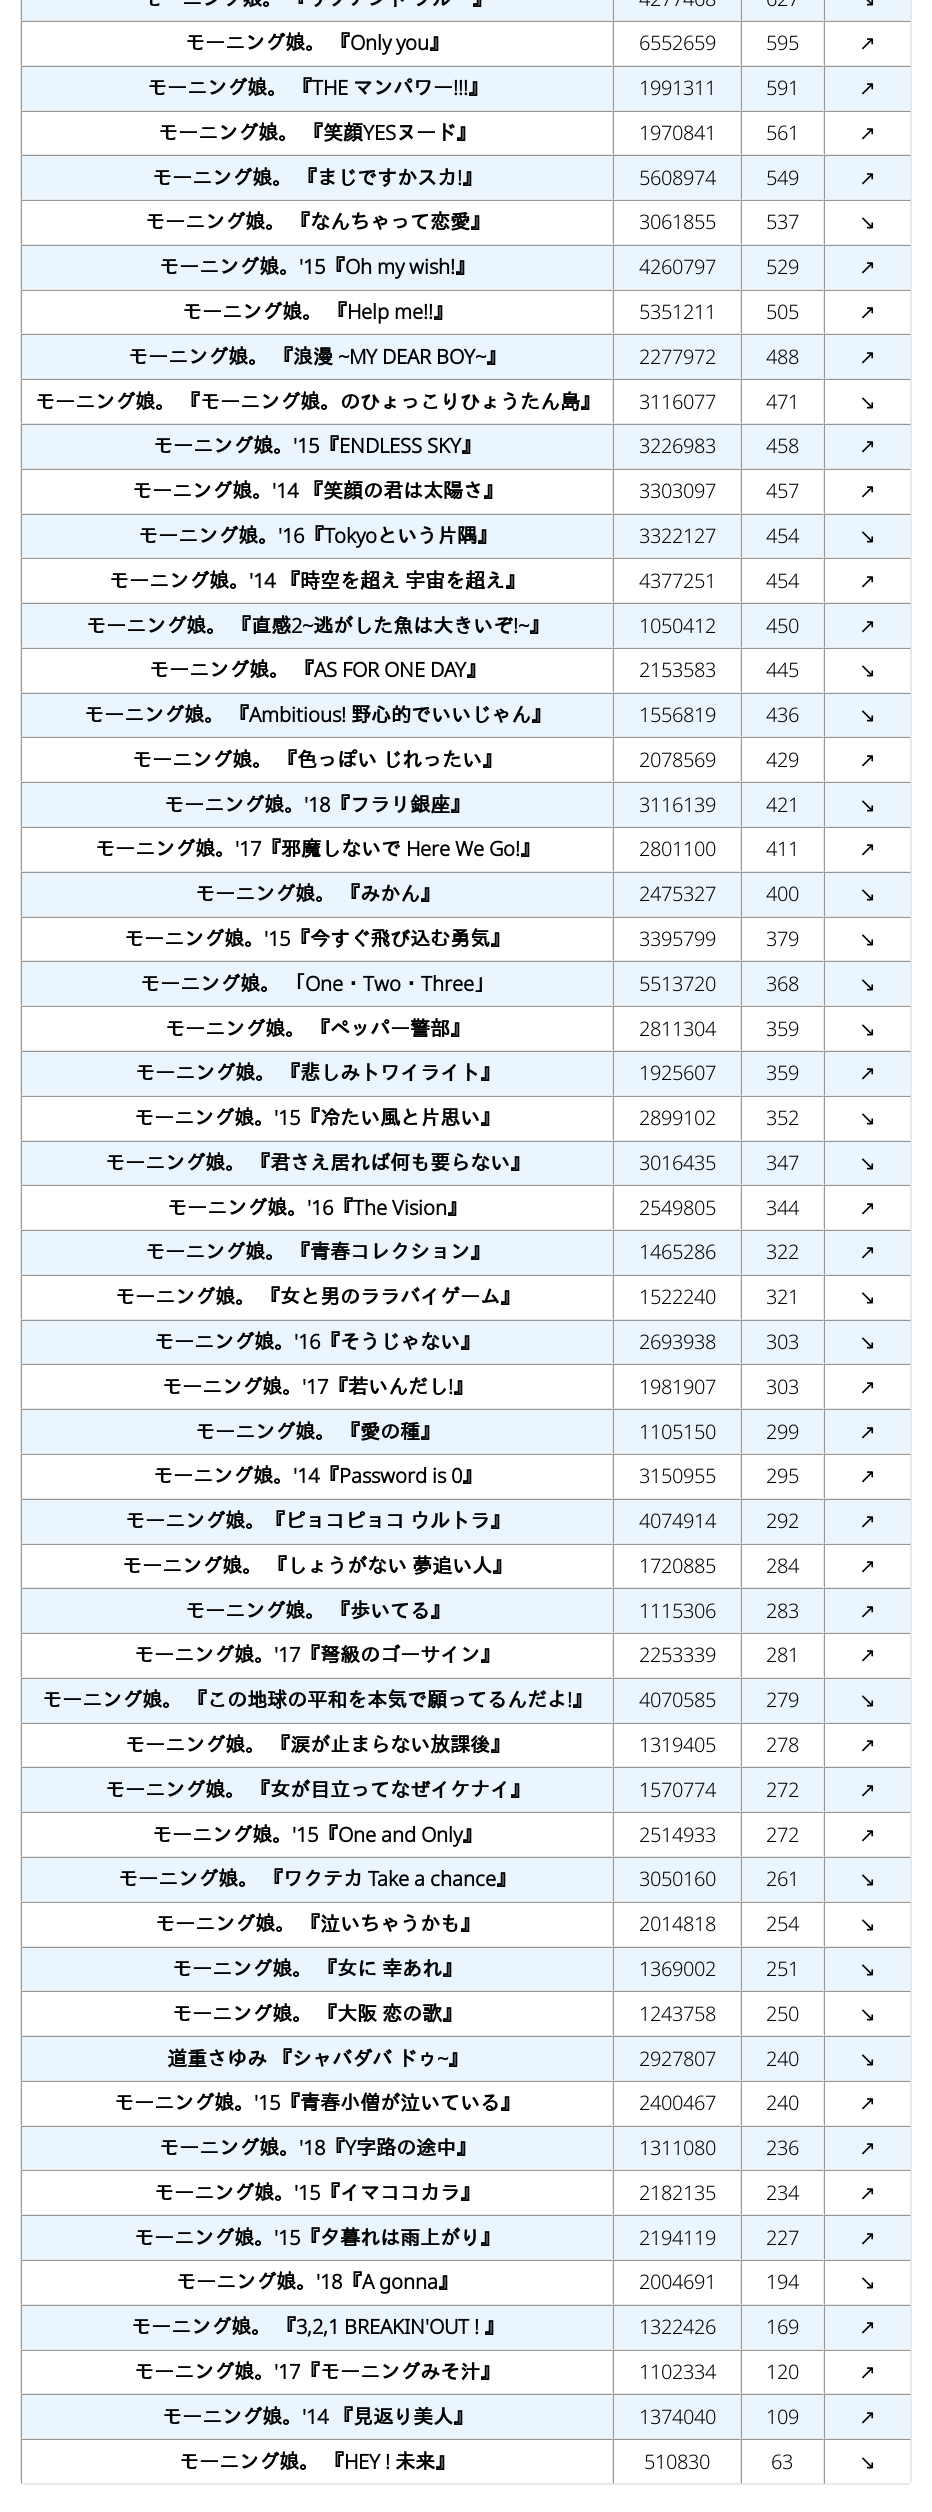 モーニング娘。 『Only you』 6552659 595 ↗
モーニング娘。 『THE マンパワー!!!』 1991311 591 ↗
モーニング娘。 『笑顔YESヌード』 1970841 561 ↗
モーニング娘。 『まじですかスカ!』 5608974 549 ↗
モーニング娘。 『なんちゃって恋愛』 3061855 537 ↘
モーニング娘。'15『Oh my wish!』 4260797 529 ↗
モーニング娘。 『Help me!!』 5351211 505 ↗
モーニング娘。 『浪漫 ~MY DEAR BOY~』 2277972 488 ↗
モーニング娘。 『モーニング娘。のひょっこりひょうたん島』 3116077 471 ↘
モーニング娘。'15『ENDLESS SKY』 3226983 458 ↗
モーニング娘。'14 『笑顔の君は太陽さ』 3303097 457 ↗
モーニング娘。'16『Tokyoという片隅』 3322127 454 ↘
モーニング娘。'14 『時空を超え 宇宙を超え』 4377251 454 ↗
モーニング娘。 『直感2~逃がした魚は大きいぞ!~』 1050412 450 ↗
モーニング娘。 『AS FOR ONE DAY』 2153583 445 ↘
モーニング娘。 『Ambitious! 野心的でいいじゃん』 1556819 436 ↘
モーニング娘。 『色っぽい じれったい』 2078569 429 ↗
モーニング娘。'18『フラリ銀座』 3116139 421 ↘
モーニング娘。'17『邪魔しないで Here We Go!』 2801100 411 ↗
モーニング娘。 『みかん』 2475327 400 ↘
モーニング娘。'15『今すぐ飛び込む勇気』 3395799 379 ↘
モーニング娘。 「One・Two・Three」 5513720 368 ↘
モーニング娘。 『ペッパー警部』 2811304 359 ↘
モーニング娘。 『悲しみトワイライト』 1925607 359 ↗
モーニング娘。'15『冷たい風と片思い』 2899102 352 ↘
モーニング娘。 『君さえ居れば何も要らない』 3016435 347 ↘
モーニング娘。'16『The Vision』 2549805 344 ↗
モーニング娘。 『青春コレクション』 1465286 322 ↗
モーニング娘。 『女と男のララバイゲーム』 1522240 321 ↘
モーニング娘。'16『そうじゃない』 2693938 303 ↘
モーニング娘。'17『若いんだし!』 1981907 303 ↗
モーニング娘。 『愛の種』 1105150 299 ↗
モーニング娘。'14『Password is 0』 3150955 295 ↗
モーニング娘。『ピョコピョコ ウルトラ』 4074914 292 ↗
モーニング娘。 『しょうがない 夢追い人』 1720885 284 ↗
モーニング娘。 『歩いてる』 1115306 283 ↗
モーニング娘。'17『弩級のゴーサイン』 2253339 281 ↗
モーニング娘。 『この地球の平和を本気で願ってるんだよ!』 4070585 279 ↘
モーニング娘。 『涙が止まらない放課後』 1319405 278 ↗
モーニング娘。 『女が目立ってなぜイケナイ』 1570774 272 ↗
モーニング娘。'15『One and Only』 2514933 272 ↗
モーニング娘。 『ワクテカ Take a chance』 3050160 261 ↘
モーニング娘。 『泣いちゃうかも』 2014818 254 ↘
モーニング娘。 『女に 幸あれ』 1369002 251 ↘
モーニング娘。 『大阪 恋の歌』 1243758 250 ↘
道重さゆみ 『シャバダバ ドゥ~』 2927807 240 ↘
モーニング娘。'15『青春小僧が泣いている』 2400467 240 ↗
モーニング娘。'18『Y字路の途中』 1311080 236 ↗
モーニング娘。'15『イマココカラ』 2182135 234 ↗
モーニング娘。'15『夕暮れは雨上がり』 2194119 227 ↗
モーニング娘。'18『A gonna』 2004691 194 ↘
モーニング娘。 『3,2,1 BREAKIN'OUT ! 』 1322426 169 ↗
モーニング娘。'17『モーニングみそ汁』 1102334 120 ↗
モーニング娘。'14 『見返り美人』 1374040 109 ↗
モーニング娘。 『HEY ! 未来』 510830 63 ↘